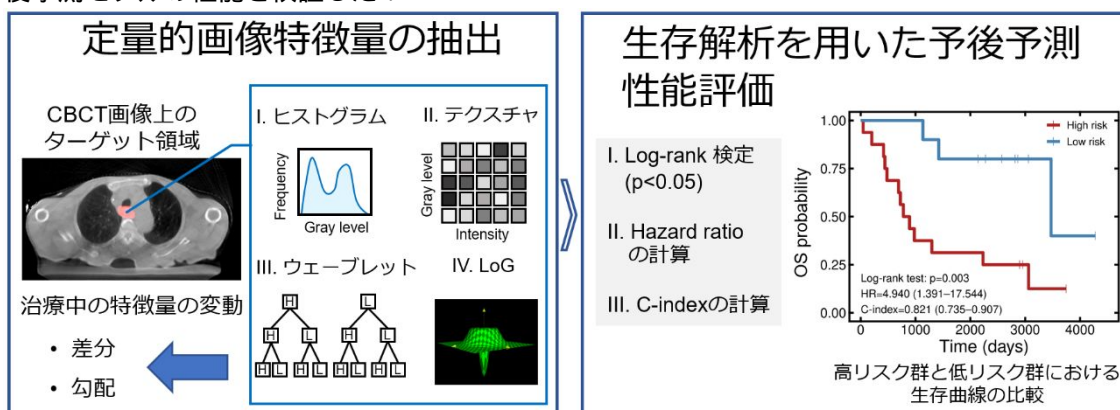 定量的画像特徴量の抽出
CBCT画像上の
ターゲット領域
I. ヒストグラム
Frequency
Gray level
II. テクスチャ
Gray level
Intensity
III. ウェーブレット
H
L
H
L
H
L
H L
H L
H L
H L
IV. LoG
治療中の特徴量の変動
• 差分
• 勾配
生存解析を用いた予後予測
性能評価
I. Log-rank 検定
(p<0.05)
II. Hazard ratio
の計算
III. C-indexの計算
OS probability
1.00
0.75
0.50
0.25
0.00
High risk
Low risk
Log-rank test: p=0.003
HR=4.940 (1.391–17.544)
C-index=0.821 (0.735–0.907)
0 1000 2000 3000 4000
Time (days)
高リスク群と低リスク群における
生存曲線の比較